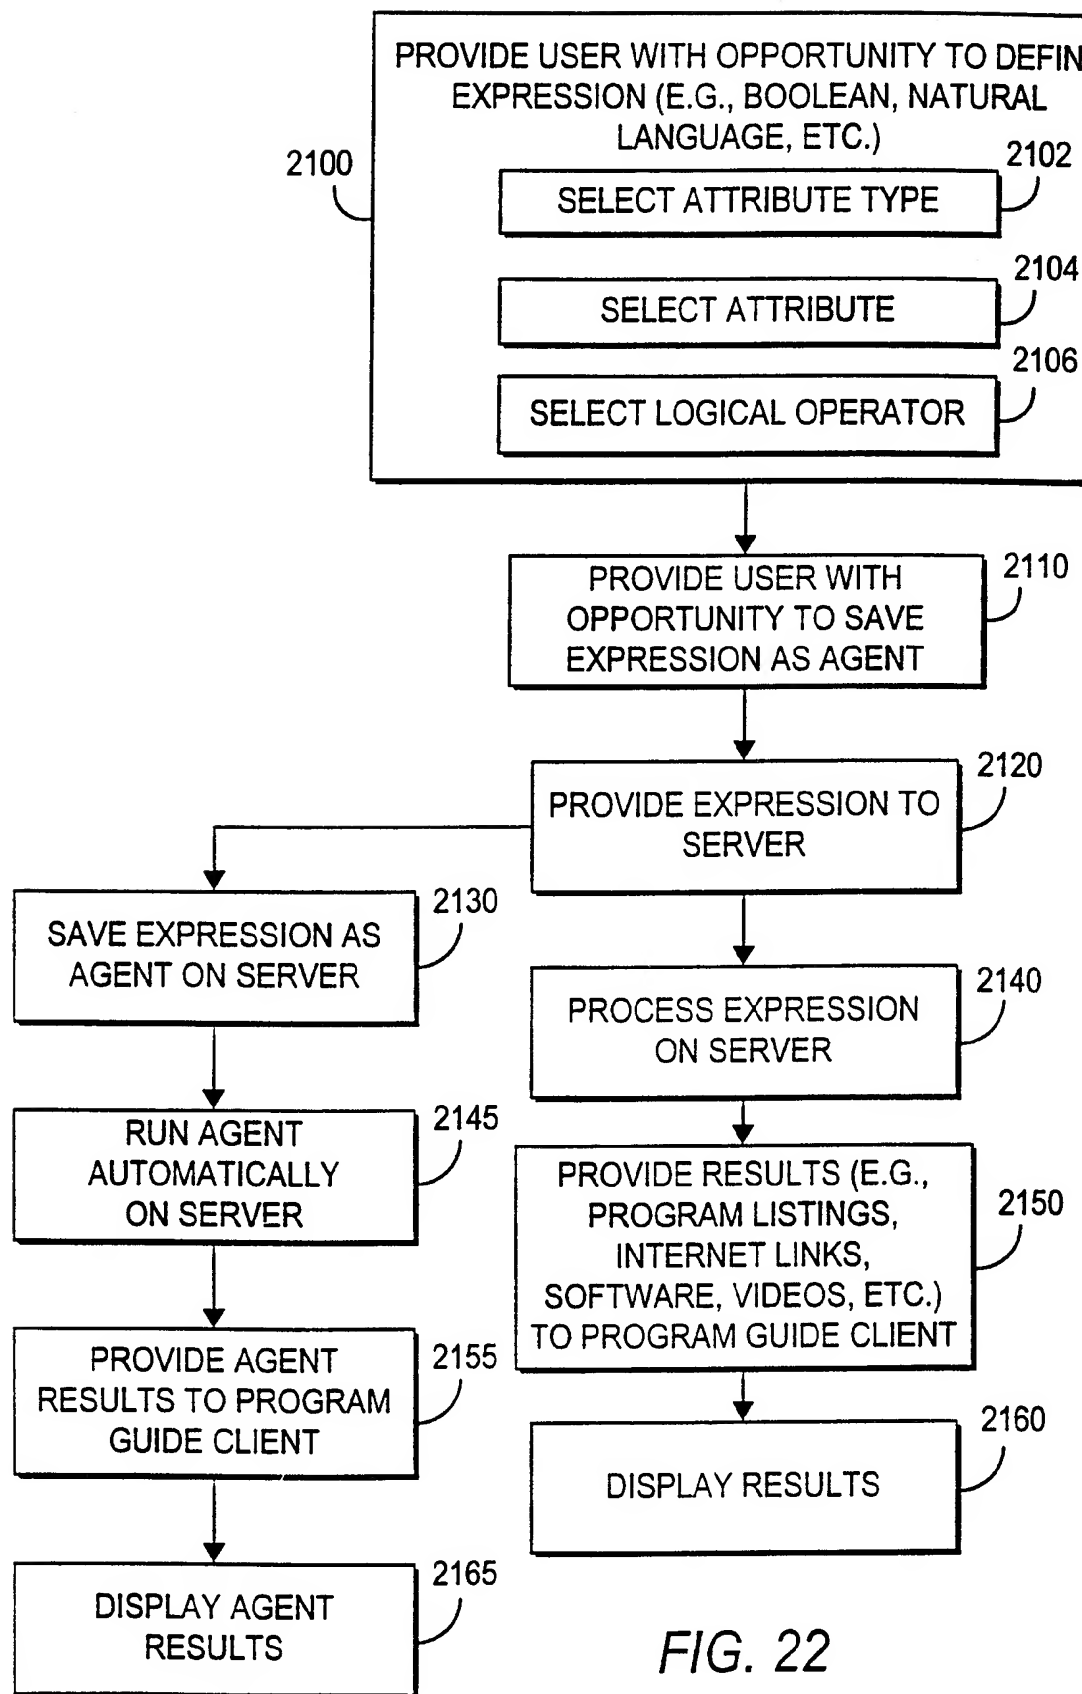 PROVIDE USER WITH OPPORTUNITY TO DEFIN
EXPRESSION (E.G., BOOLEAN, NATURAL
LANGUAGE, ETC.)
2100
2102
SELECT ATTRIBUTE TYPE
2104
SELECT ATTRIBUTE
2106
SELECT LOGICAL OPERATOR
2110
PROVIDE USER WITH
OPPORTUNITY TO SAVE
EXPRESSION AS AGENT
2120
PROVIDE EXPRESSION TO
SERVER
2130
SAVE EXPRESSION AS
AGENT ON SERVER
2140
PROCESS EXPRESSION
ON SERVER
2145
RUN AGENT
AUTOMATICALLY
ON SERVER
2150
PROVIDE RESULTS (E.G.,
PROGRAM LISTINGS,
INTERNET LINKS,
SOFTWARE, VIDEOS, ETC.)
TO PROGRAM GUIDE CLIENT
2155
PROVIDE AGENT
RESULTS TO PROGRAM
GUIDE CLIENT
2160
DISPLAY RESULTS
2165
DISPLAY AGENT
RESULTS
FIG. 22